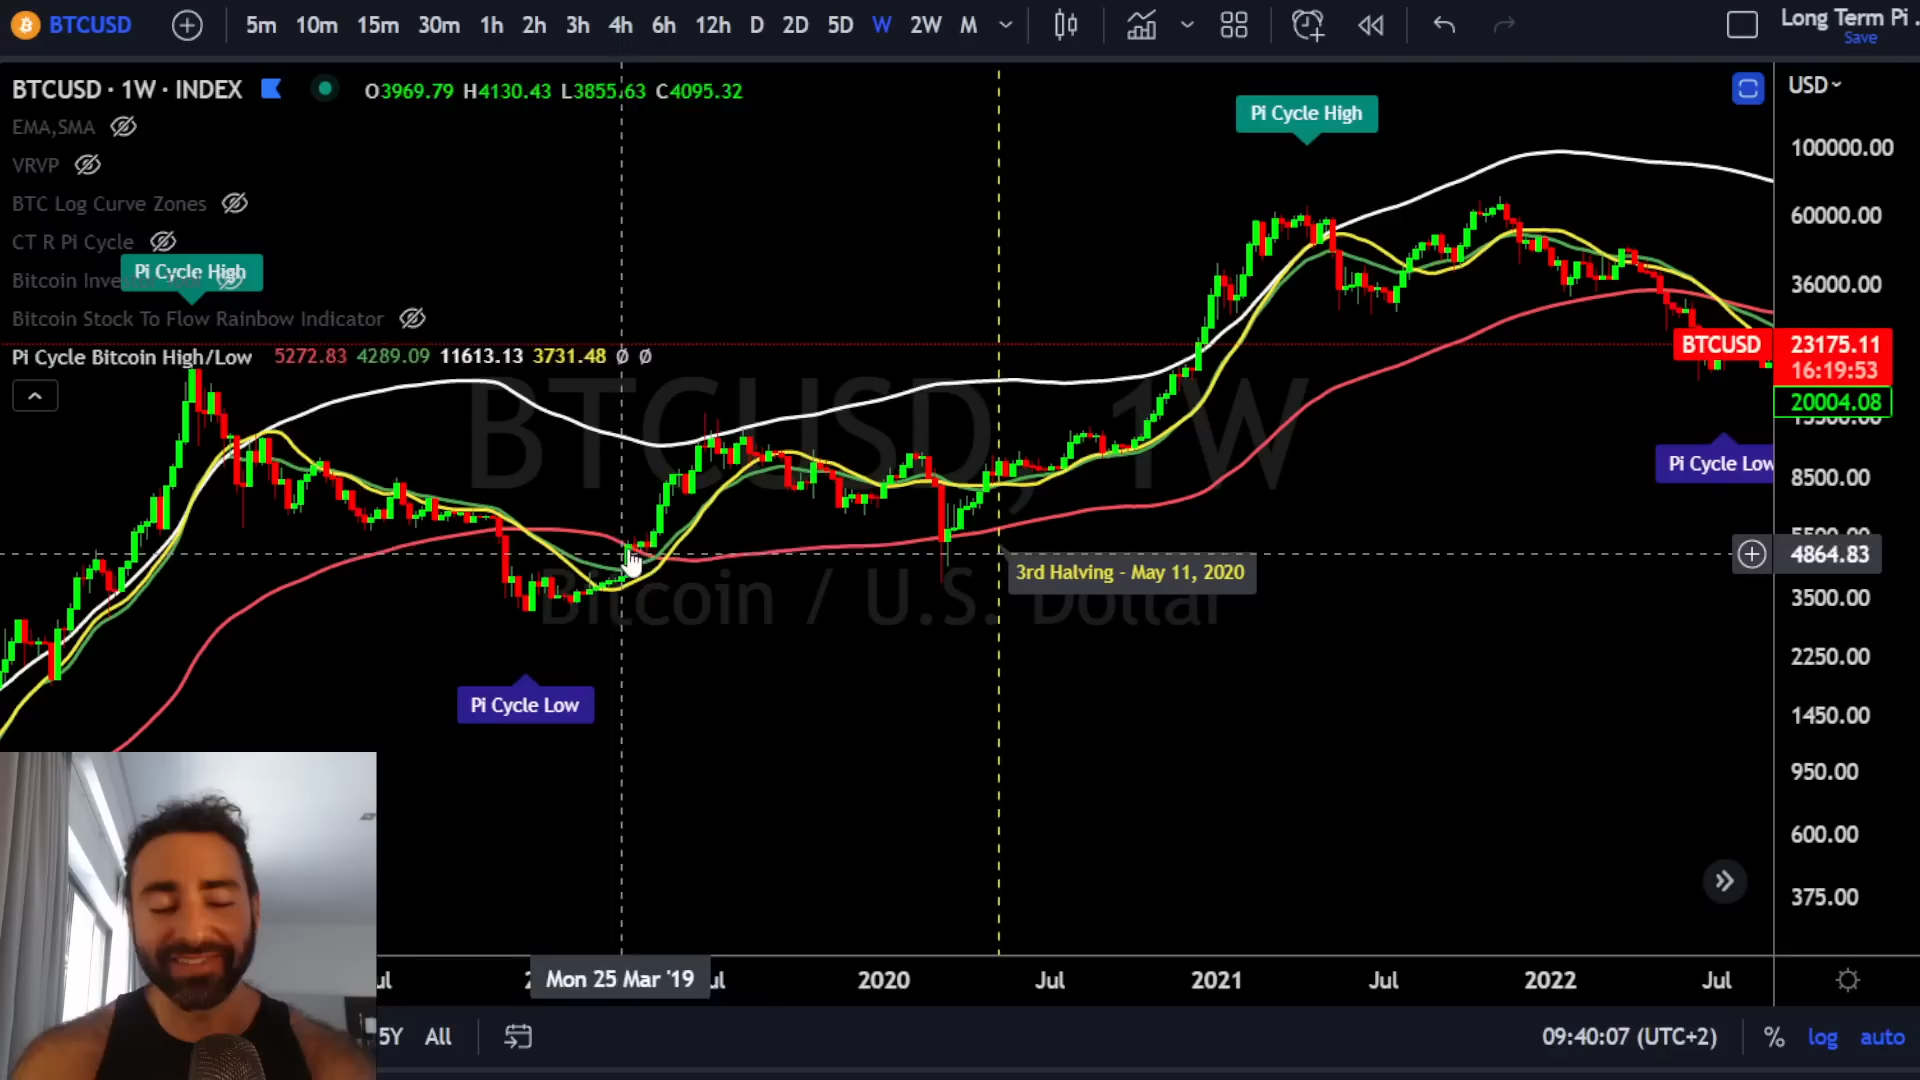 BTCUSD 5m 10m 15m 30m 1h 2h 3h 4h 6h 12h D 2D 5D W 2W M Long Term Pi .
Save
BTCUSD · 1W · INDEX O3969.79 H4130.43 L3855.63 C4095.32 USD
EMA,SMA
Pi Cycle High
100000.00
VRVP
BTC Log Curve Zones
60000.00
CT R Pi Cycle
Pi Cycle High
Bitcoin
36000.00
Bitcoin Stock To Flow Rainbow Indicator
Pi Cycle Bitcoin High/Low 5272.83 4289.09 11613.13 3731.48 Ø Ø
BTCUSD 23175.11
16:19:53
20004.08
BTCUSD, 1W
Pi Cycle Low
8500.00
4864.83
3rd Halving - May 11, 2020
Bitcoin / U.S. Dollar
3500.00
2250.00
Pi Cycle Low
1450.00
950.00
600.00
375.00
Mon 25 Mar '19 2020 Jul 2021 Jul 2022 Jul
5Y All 09:40:07 (UTC+2) % log auto